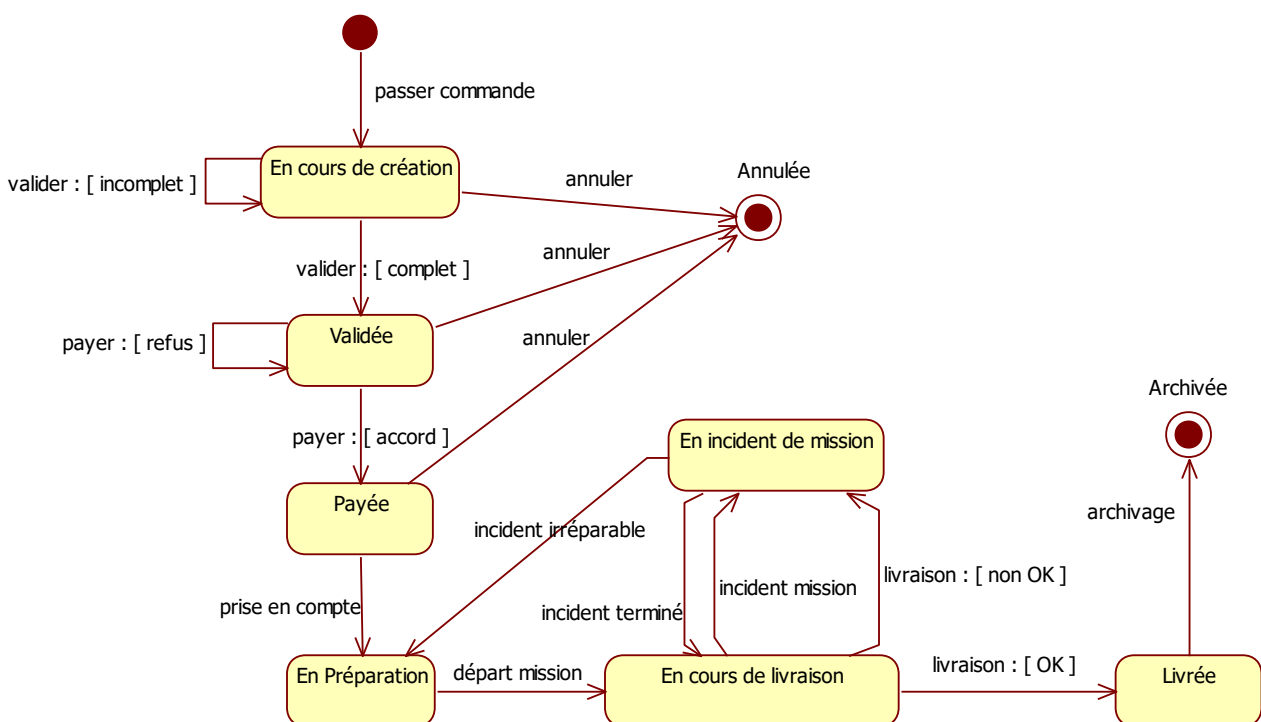 passer commande
En cours de création
Annulée
valider : [ incomplet ]
annuler
annuler
valider : [ complet ]
Validée
payer : [ refus ]
annuler
Archivée
payer : [ accord ]
En incident de mission
Payée
archivage
incident irréparable
livraison : [ non OK ]
incident mission
prise en compte
incident terminé
En Préparation
départ mission
En cours de livraison
livraison : [ OK ]
Livrée